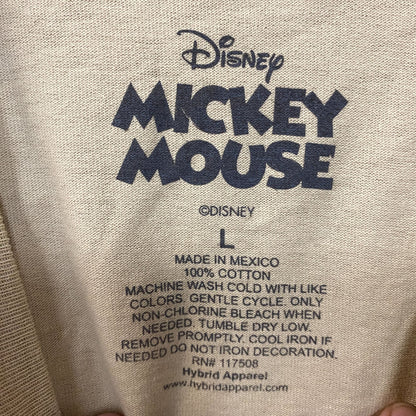 Disney
MICKEY
MOUSE
©DISNEY
L
MADE IN MEXICO
100% COTTON
MACHINE WASH COLD WITH LIKE
COLORS. GENTLE CYCLE. ONLY
NON-CHLORINE BLEACH WHEN
NEEDED. TUMBLE DRY LOW.
REMOVE PROMPTLY. COOL IRON IF
NEEDED DO NOT IRON DECORATION.
RN# 117508
Hybrid Apparel
www.hybridapparel.com